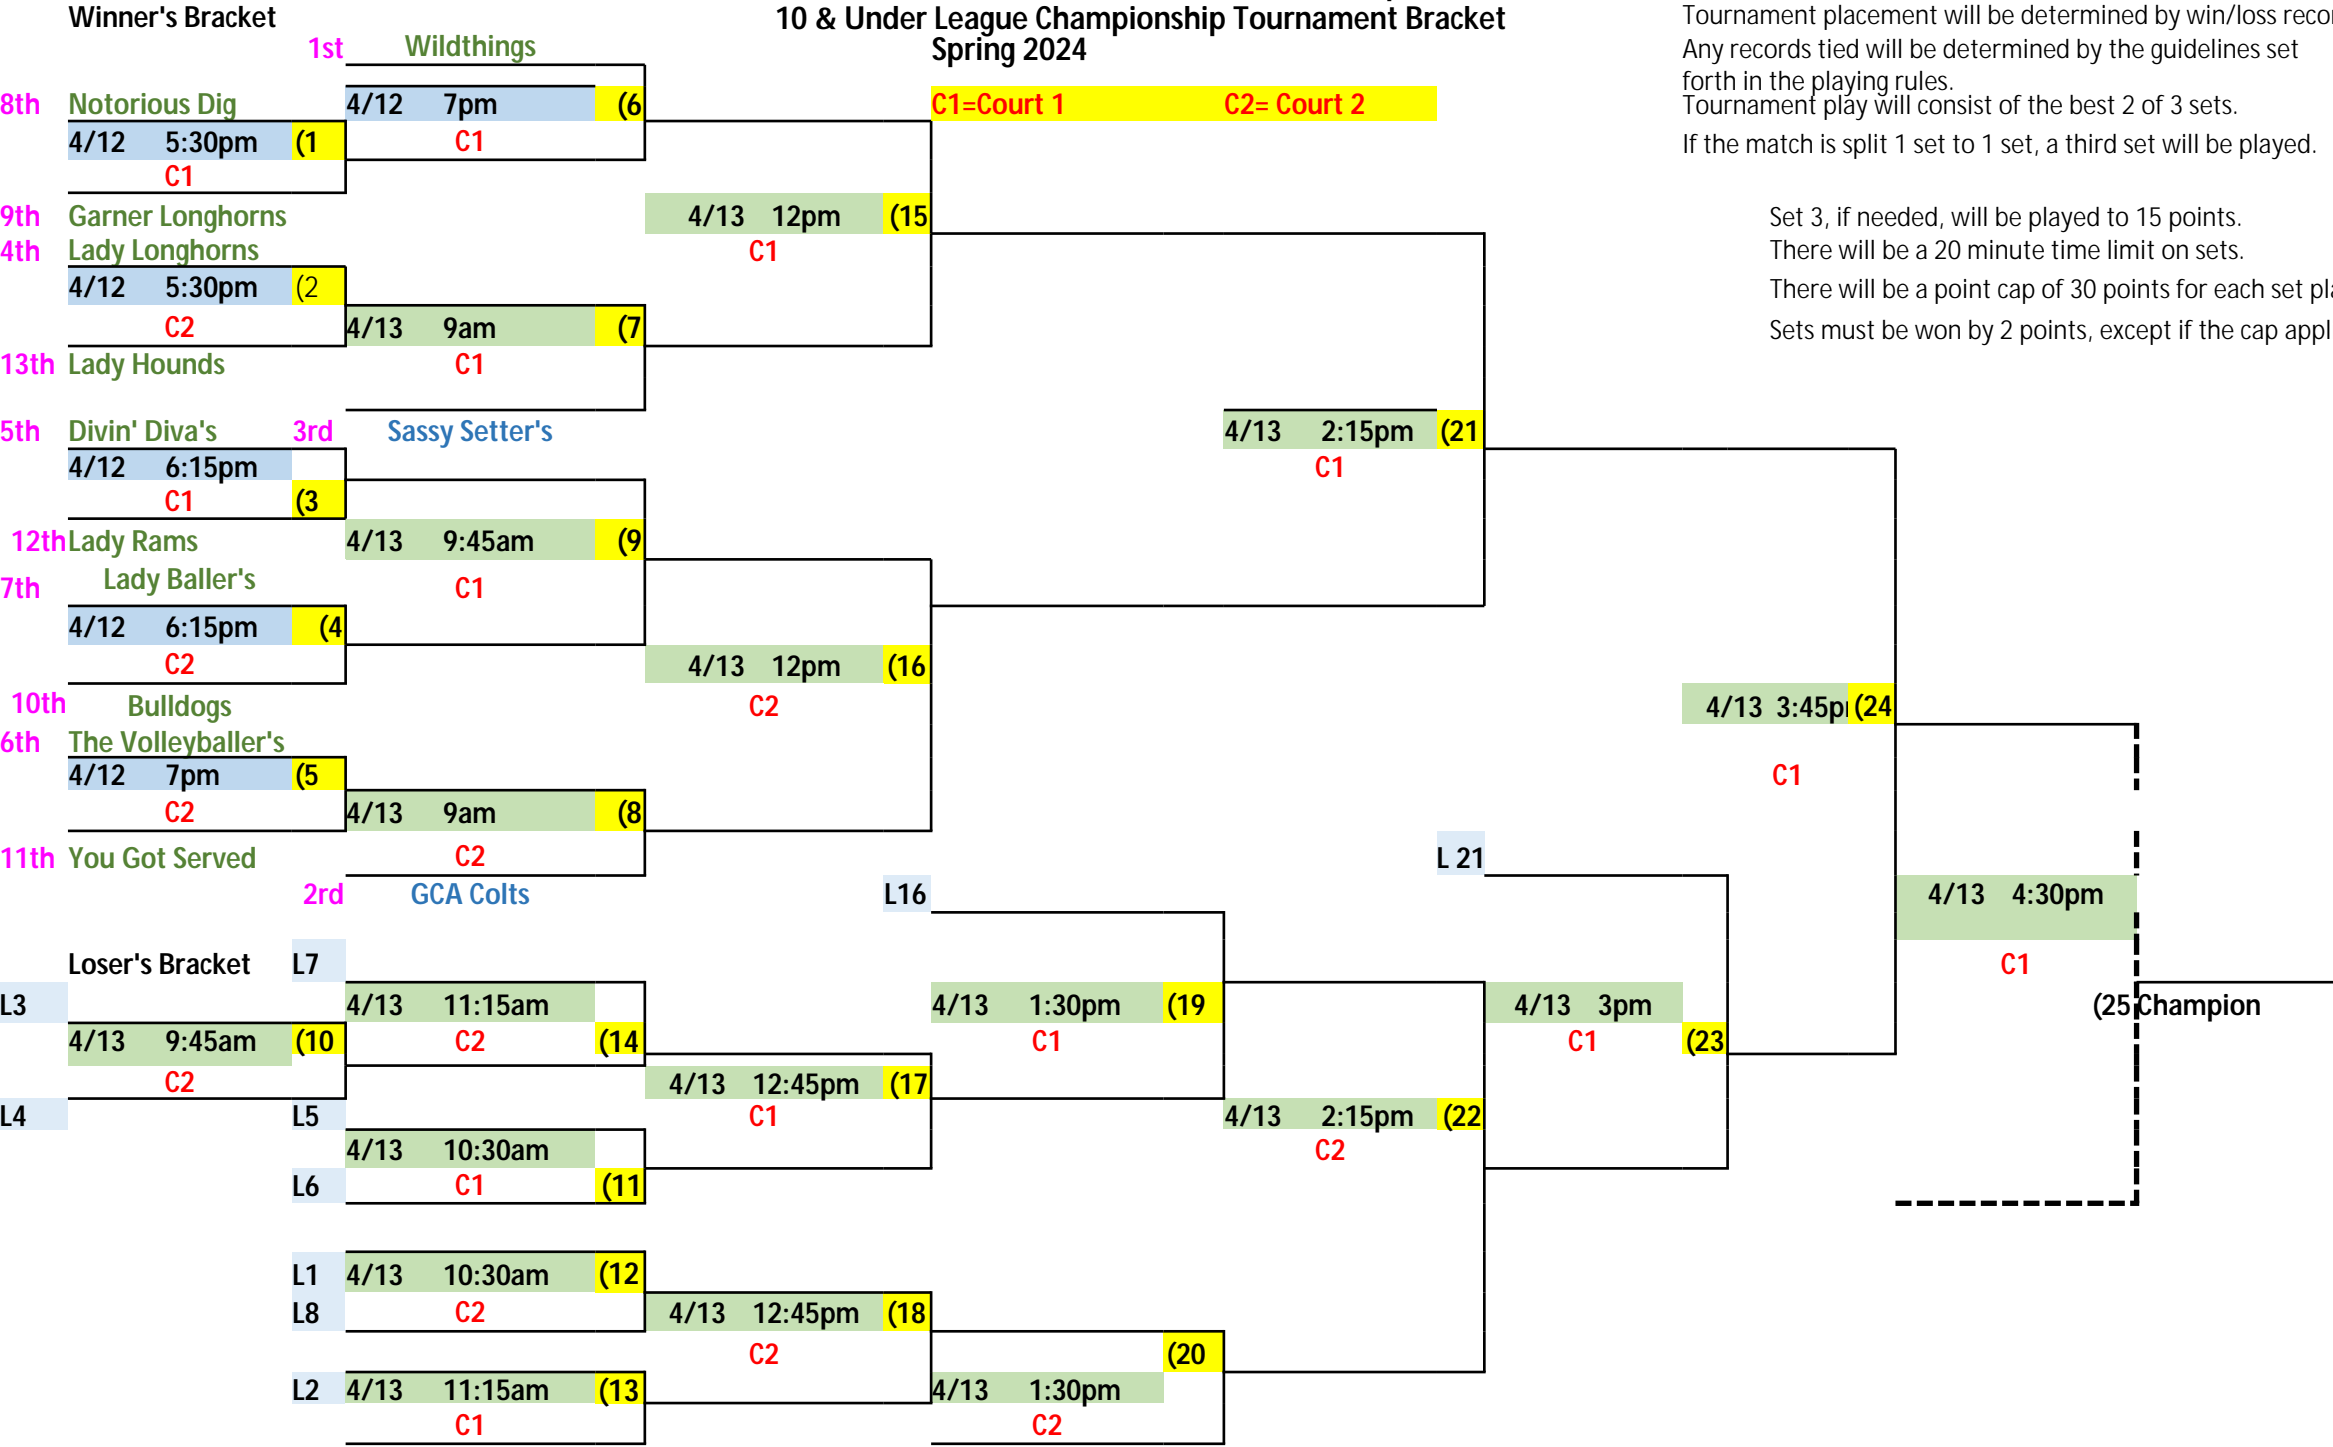 Winner's Bracket
10 & Under League Championship Tournament Bracket
Spring 2024
Tournament placement will be determined by win/loss reco
Any records tied will be determined by the guidelines set
forth in the playing rules.
Tournament play will consist of the best 2 of 3 sets.
If the match is split 1 set to 1 set, a third set will be played.
Set 3, if needed, will be played to 15 points.
There will be a 20 minute time limit on sets.
There will be a point cap of 30 points for each set pla
Sets must be won by 2 points, except if the cap appli
1st Wildthings
8th Notorious Dig 4/12 7pm (6 C1=Court 1 C2= Court 2
4/12 5:30pm (1 C1
C1
9th Garner Longhorns 4/13 12pm (15
4th Lady Longhorns C1
4/12 5:30pm (2
C2 4/13 9am (7
13th Lady Hounds C1
5th Divin' Diva's 3rd Sassy Setter's 4/13 2:15pm (21
4/12 6:15pm C1
C1 (3
12th Lady Rams 4/13 9:45am (9
7th Lady Baller's C1
4/12 6:15pm (4
C2 4/13 12pm (16
10th Bulldogs C2 4/13 3:45p (24
6th The Volleyballer's
4/12 7pm (5 C1
C2 4/13 9am (8
11th You Got Served C2 L 21
2rd GCA Colts L16 4/13 4:30pm
Loser's Bracket L7 C1
L3 4/13 11:15am 4/13 1:30pm (19 4/13 3pm (25 Champion
4/13 9:45am (10 C2 (14 C1 C1 (23
C2 4/13 12:45pm (17
L4 L5 C1 4/13 2:15pm (22
4/13 10:30am C2
L6 C1 (11
L1 4/13 10:30am (12
L8 C2 4/13 12:45pm (18
C2 (20
L2 4/13 11:15am (13 4/13 1:30pm
C1 C2